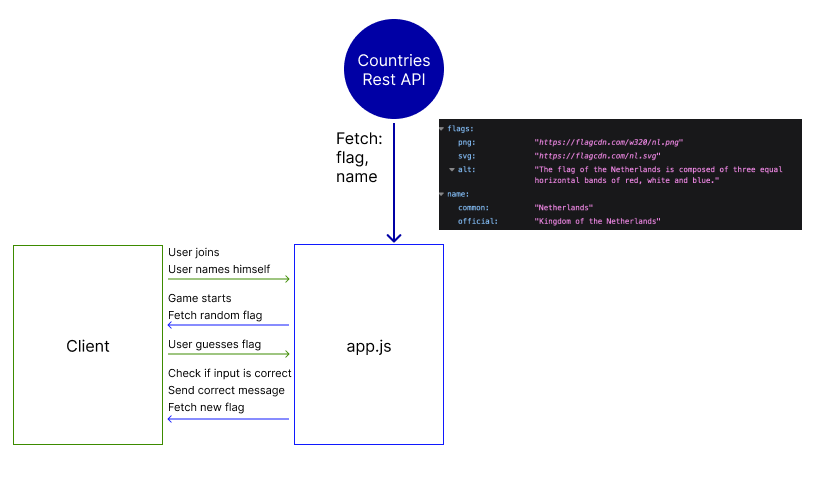 Countries
Rest API
Fetch:
flag,
name
flags:
png: "https://flagcdn.com/w320/nl.png"
svg: "https://flagcdn.com/nl.svg"
alt: "The flag of the Netherlands is composed of three equal
horizontal bands of red, white and blue."
name:
common: "Netherlands"
official: "Kingdom of the Netherlands"
Client
User joins
User names himself
Game starts
Fetch random flag
User guesses flag
Check if input is correct
Send correct message
Fetch new flag
app.js